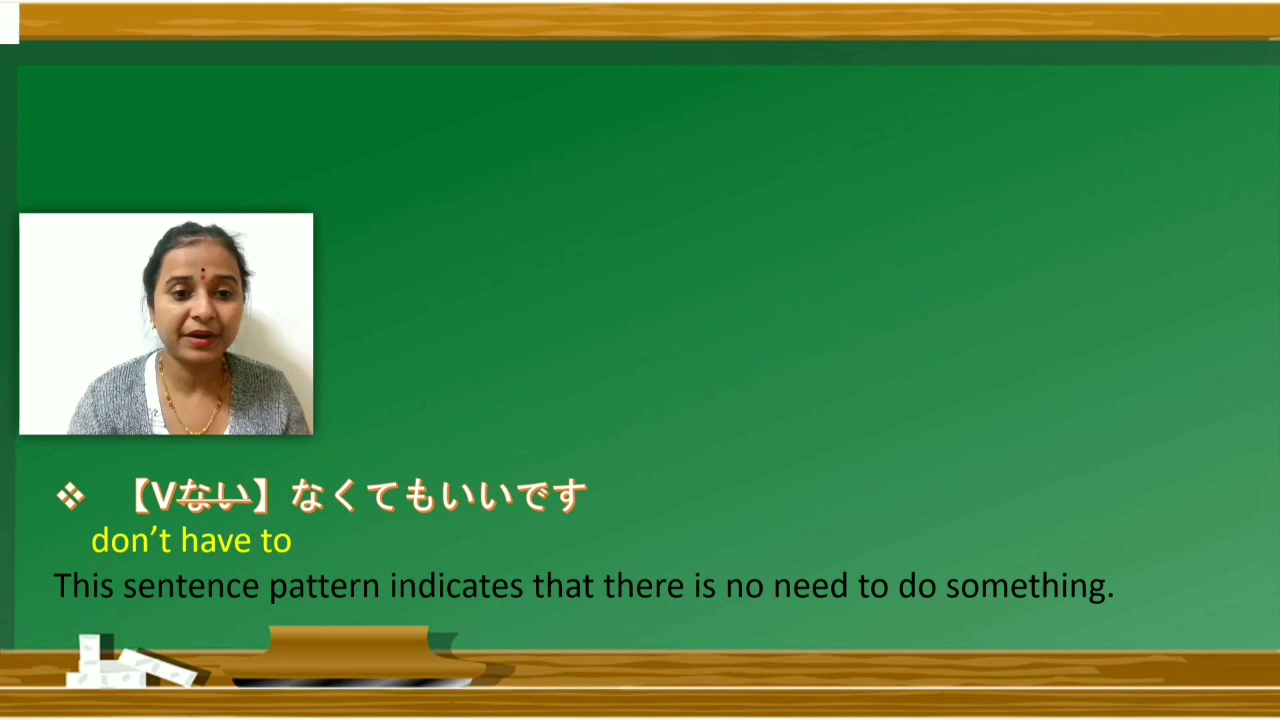 ❖ 【Vない】なくてもいいです
don’t have to
This sentence pattern indicates that there is no need to do something.